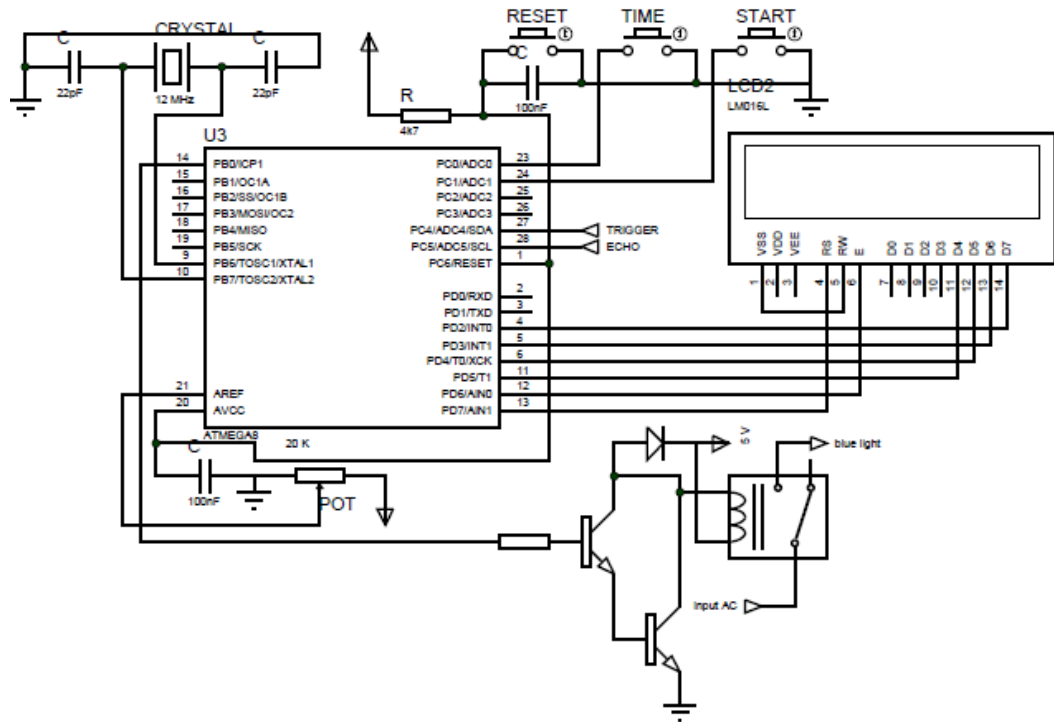 RESET TIME START
CRYSTAL
C C C
22pF 12 MHz 22pF
R
4k7
100nF
LCD2
LM016L
U3
14 PB0/ICP1 PC0/ADC0 23
15 PB1/OC1A PC1/ADC1 24
16 PB2/SS/OC1B PC2/ADC2 25
17 PB3/MOSI/OC2 PC3/ADC3 26
18 PB4/MISO PC4/ADC4/SDA 27 TRIGGER
19 PB5/SCK PC5/ADC5/SCL 28 ECHO
9 PB6/TOSC1/XTAL1 PC6/RESET 1
10 PB7/TOSC2/XTAL2
PD0/RXD 2
PD1/TXD 3
PD2/INT0 4
PD3/INT1 5
PD4/T0/XCK 6
PD5/T1 11
21 AREF PD6/AIN0 12
20 AVCC PD7/AIN1 13
ATMEGA8 20 K
VSS VDD VEE RS RW E D0 D1 D2 D3 D4 D5 D6 D7
1 2 3 4 5 6 7 8 9 10 11 12 13 14
C
100nF
POT
5 V
blue light
Input AC